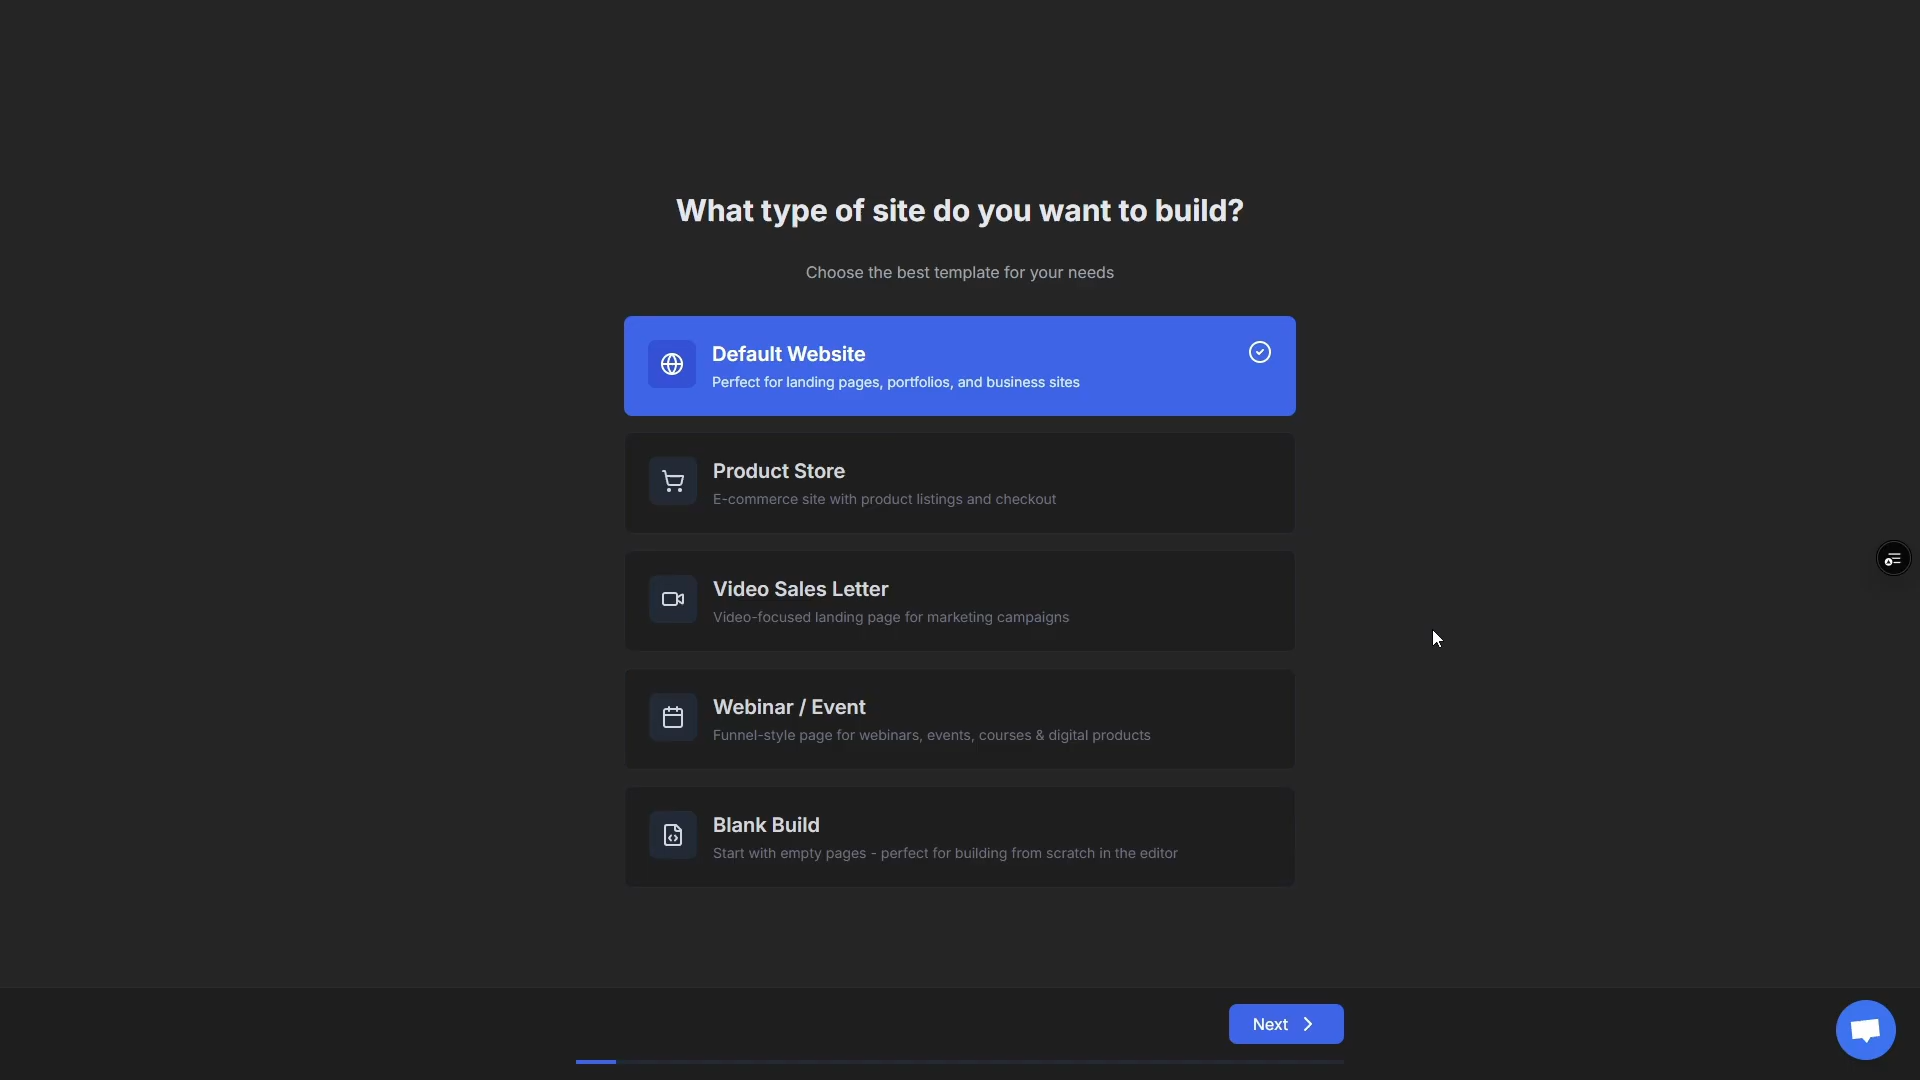 What type of site do you want to build?
Choose the best template for your needs
Default Website
Perfect for landing pages, portfolios, and business sites
Product Store
E-commerce site with product listings and checkout
Video Sales Letter
Video-focused landing page for marketing campaigns
Webinar / Event
Funnel-style page for webinars, events, courses & digital products
Blank Build
Start with empty pages - perfect for building from scratch in the editor
Next